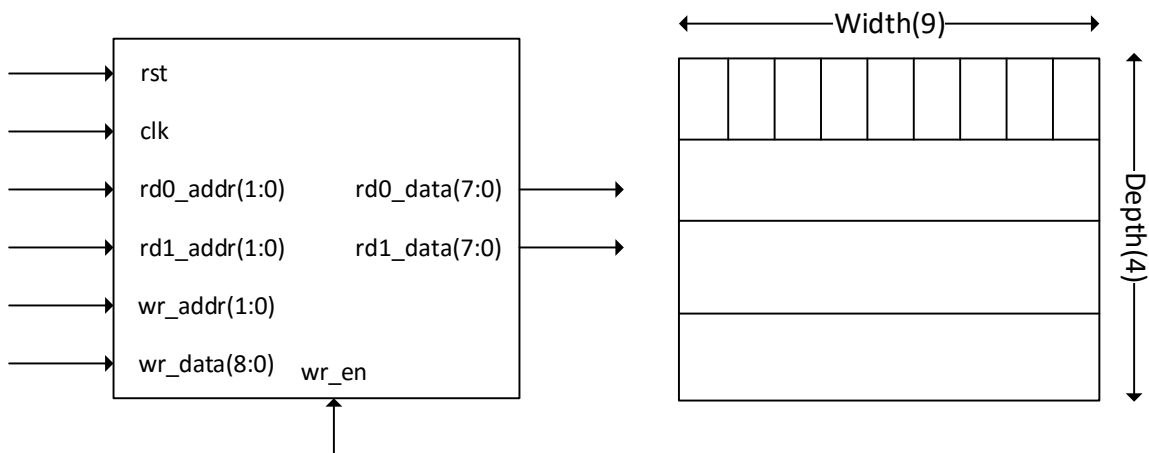 rst
clk
rd0_addr(1:0)
rd0_data(7:0)
rd1_addr(1:0)
rd1_data(7:0)
wr_addr(1:0)
wr_data(8:0)
wr_en
Width(9)
Depth(4)